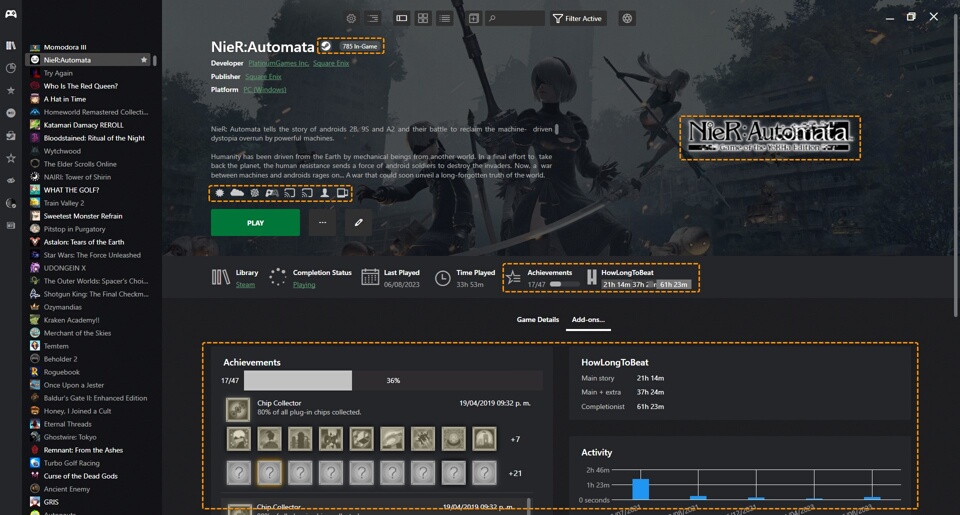 Filter Active
Momodora III
NieR:Automata
Try Again
Who Is The Red Queen?
A Hat in Time
Homeworld Remastered Collecti...
Katamari Damacy REROLL
Bloodstained: Ritual of the Night
Wytchwood
The Elder Scrolls Online
NAIRI: Tower of Shirin
WHAT THE GOLF?
Train Valley 2
Sweetest Monster Refrain
Pitstop in Purgatory
Astalon: Tears of the Earth
Star Wars: The Force Unleashed
UDONGEIN X
The Outer Worlds: Spacer's Choi...
Shotgun King: The Final Checkm...
Ozymandias
Kraken Academy!!
Merchant of the Skies
Temtem
Beholder 2
Roguebook
Once Upon a Jester
Baldur's Gate II: Enhanced Edition
Honey, I Joined a Cult
Eternal Threads
Ghostwire: Tokyo
Remnant: From the Ashes
Turbo Golf Racing
Curse of the Dead Gods
Ancient Enemy
GRIS
NieR:Automata 785 In-Game
Developer PlatinumGames Inc. Square Enix
Publisher Square Enix
Platform PC (Windows)
NieR: Automata tells the story of androids 2B, 9S and A2 and their battle to reclaim the machine- driven
dystopia overrun by powerful machines.
Humanity has been driven from the Earth by mechanical beings from another world. In a final effort to take
back the planet, the human resistance sends a force of android soldiers to destroy the invaders. Now, a war
between machines and androids rages on... A war that could soon unveil a long-forgotten truth of the world.
NieR:Automata
Game of the YoRHa Edition
PLAY
...
Library
Steam
Completion Status
Playing
Last Played
06/08/2023
Time Played
33h 53m
Achievements
17/47
HowLongToBeat
21h 14m 37h 61h 23m
Game Details Add-ons...
Achievements
17/47 36%
Chip Collector 19/04/2019 09:32 p. m.
80% of all plug-in chips collected.
+7
? ? ? ? ? ? ? ? ? +21
Chip Collector 19/04/2019 09:32 p. m.
80% of all plug-in chips collected.
HowLongToBeat
Main story 21h 14m
Main + extra 37h 24m
Completionist 61h 23m
Activity
2h 46m
1h 23m
0 seconds